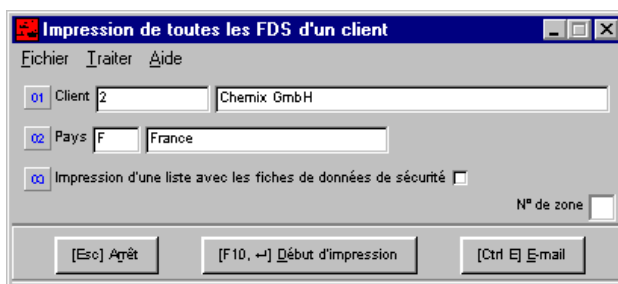 Impression de toutes les FDS d'un client
Fichier Traiter Aide
01 Client 2 Chemix GmbH
02 Pays F France
03 Impression d'une liste avec les fiches de données de sécurité
N° de zone
[Esc] Arrêt [F10, ↵] Début d'impression [Ctrl E] E-mail